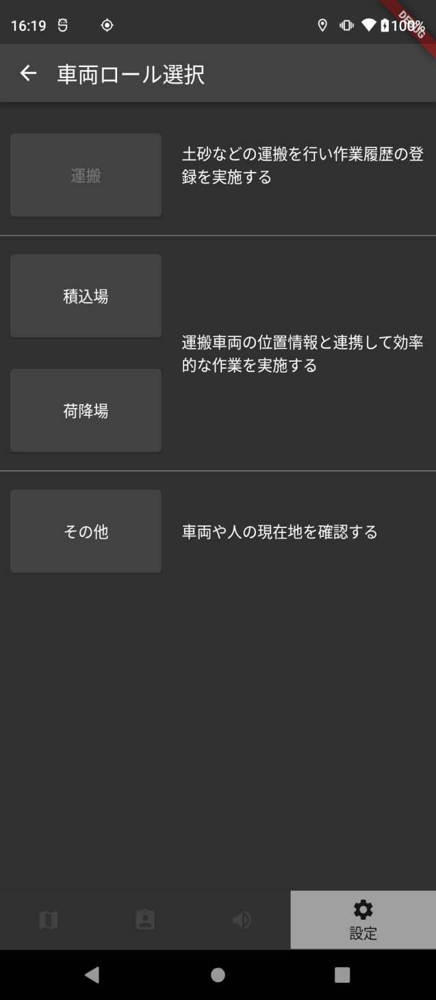 16:19
100%
DEBUG
車両ロール選択
運搬
土砂などの運搬を行い作業履歴の登
録を実施する
積込場
運搬車両の位置情報と連携して効率
的な作業を実施する
荷降場
その他
車両や人の現在地を確認する
設定